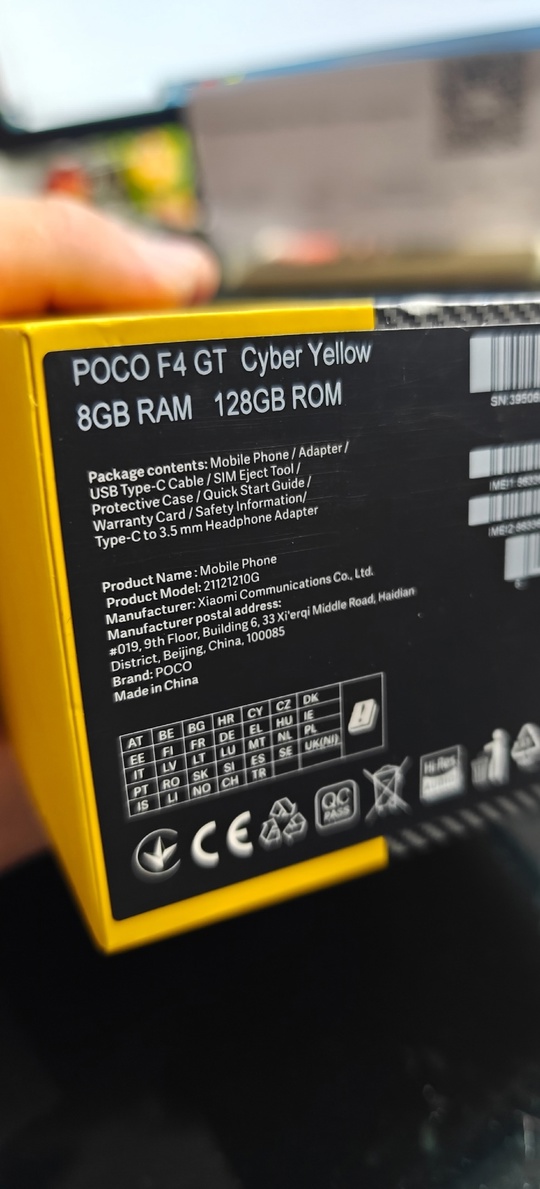 POCO F4 GT Cyber Yellow
8GB RAM 128GB ROM
Package contents: Mobile Phone / Adapter /
USB Type-C Cable / SIM Eject Tool /
Protective Case / Quick Start Guide /
Warranty Card / Safety Information/
Type-C to 3.5 mm Headphone Adapter
Product Name : Mobile Phone
Product Model: 21121210G
Manufacturer: Xiaomi Communications Co., Ltd.
Manufacturer postal address:
#019, 9th Floor, Building 6, 33 Xi'erqi Middle Road, Haidian
District, Beijing, China, 100085
Brand: POCO
Made in China
AT BE BG HR CY CZ DK
EE FI FR DE EL HU IE
IT LV LT LU MT NL PL
PT RO SK SI ES SE UK(NI)
IS LI NO CH TR
CE
QC
PASS
Hi-Res
SN:39506